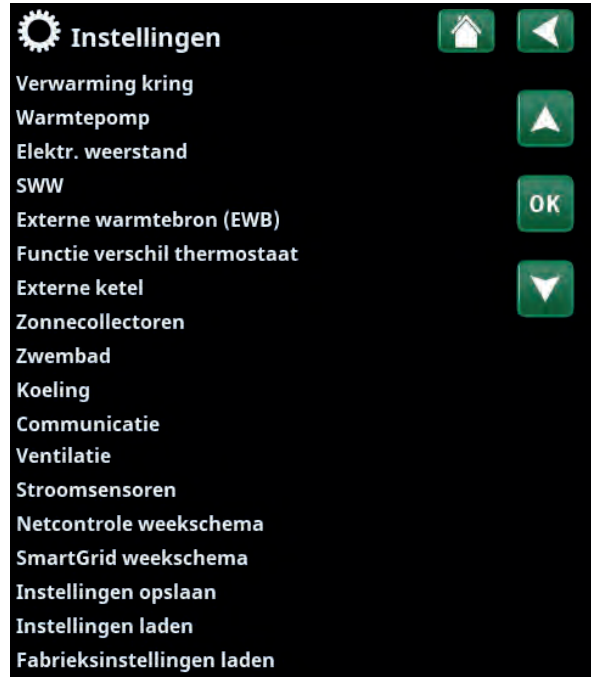 Instellingen
Verwarming kring
Warmtepomp
Elektr. weerstand
SWW
OK
Externe warmtebron (EWB)
Functie verschil thermostaat
Externe ketel
Zonnecollectoren
Zwembad
Koeling
Communicatie
Ventilatie
Stroomsensoren
Netcontrole weekschema
SmartGrid weekschema
Instellingen opslaan
Instellingen laden
Fabrieksinstellingen laden